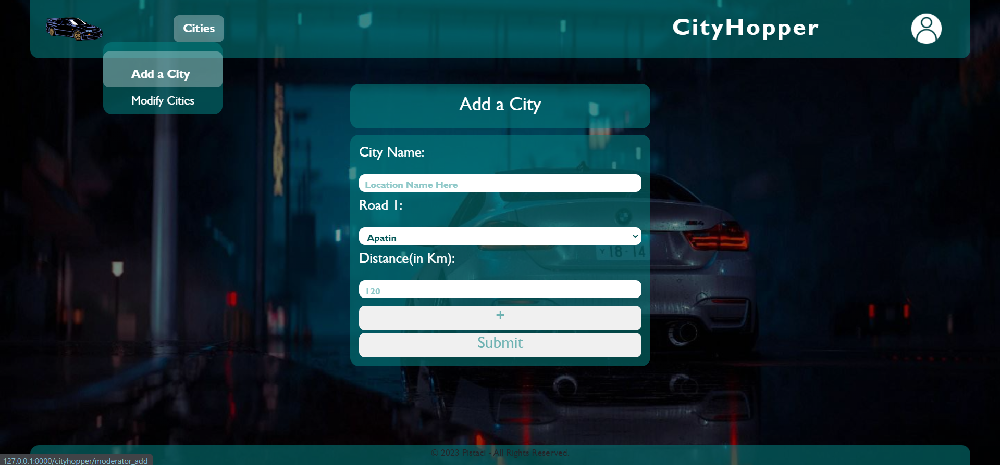 Cities
CityHopper
Add a City
Modify Cities
Add a City
City Name:
Location Name Here
Road 1:
Apatin
M4
Distance(in Km):
Y 18-14
120
+
Submit
© 2023 Pistaci - All Rights Reserved.
127.0.0.1:8000/cityhopper/moderator_add